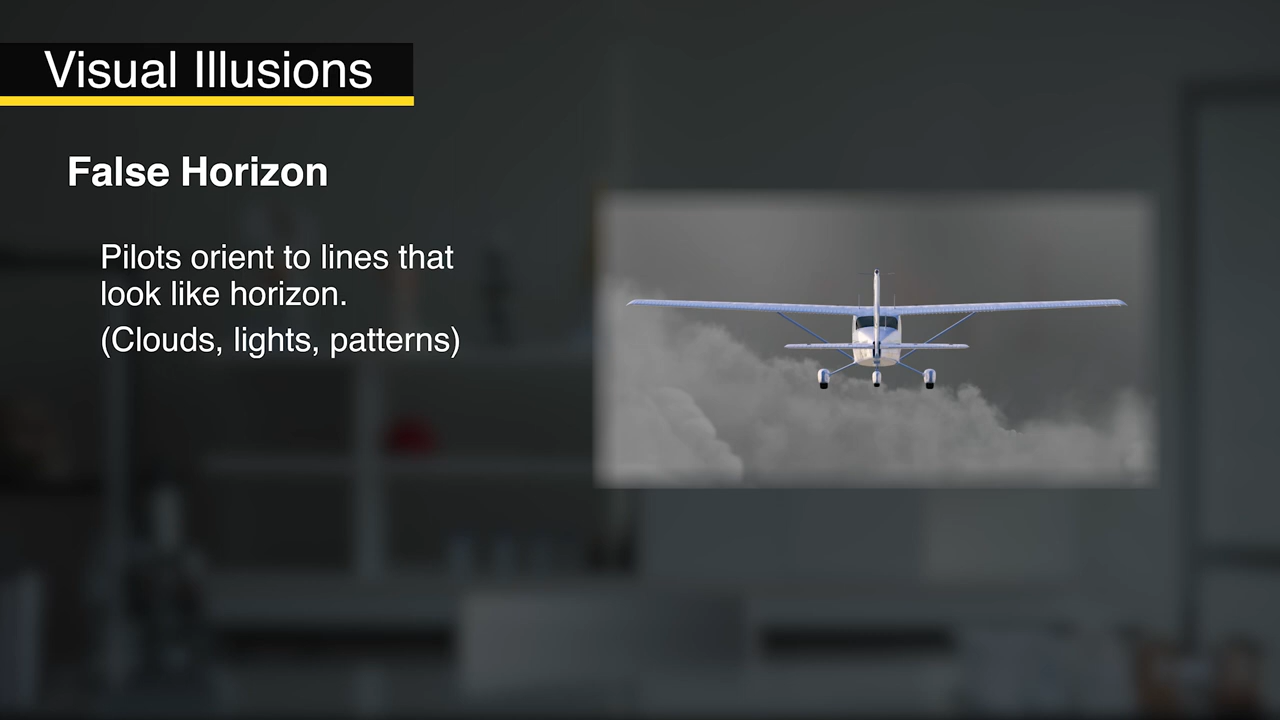 Visual Illusions
False Horizon
Pilots orient to lines that
look like horizon.
(Clouds, lights, patterns)